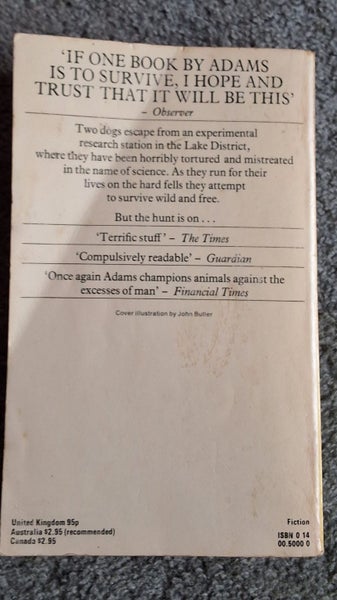 ‘IF ONE BOOK BY ADAMS
IS TO SURVIVE, I HOPE AND
TRUST THAT IT WILL BE THIS’
– Observer
Two dogs escape from an experimental
research station in the Lake District,
where they have been horribly tortured and mistreated
in the name of science. As they run for their
lives on the hard fells they attempt
to survive wild and free.
But the hunt is on . . .
‘Terrific stuff’ – The Times
‘Compulsively readable’ – Guardian
‘Once again Adams champions animals against the
excesses of man’ – Financial Times
Cover illustration by John Butler
United Kingdom 95p
Australia $2.95 (recommended)
Canada $2.95
Fiction
ISBN 0 14
00.5000 0